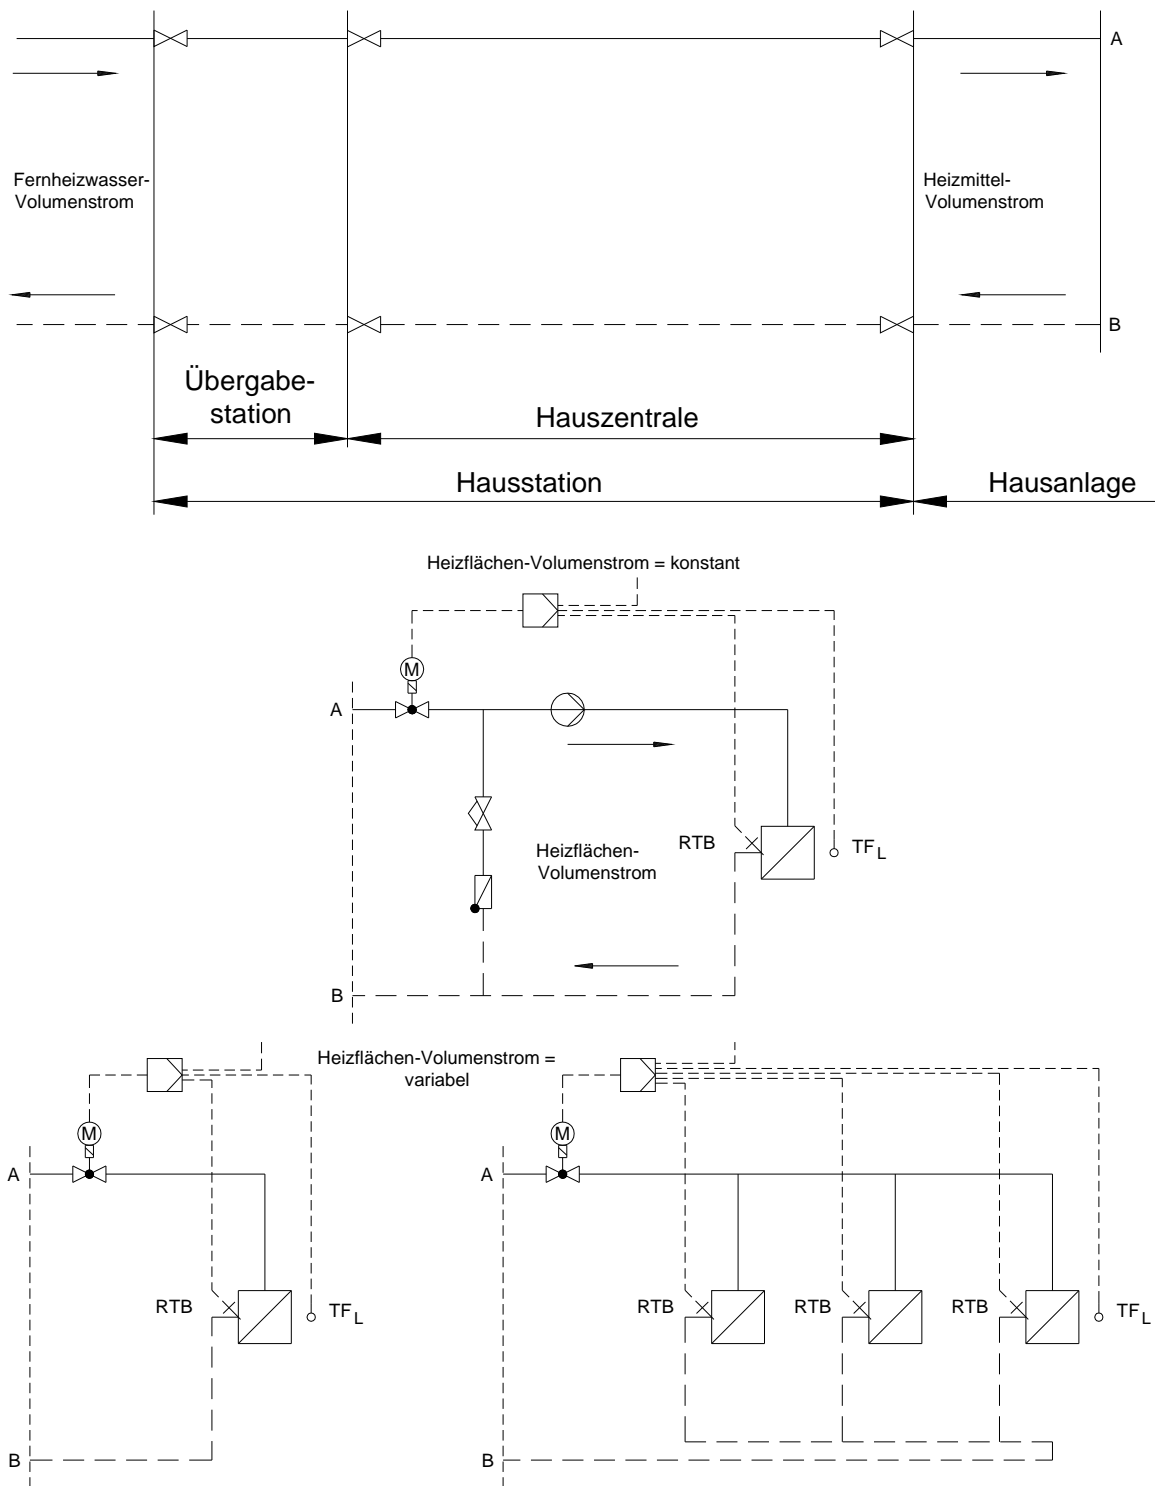 A
Fernheizwasser-
Volumenstrom
Heizmittel-
Volumenstrom
B
Übergabe-
station
Hauszentrale
Hausstation
Hausanlage
Heizflächen-Volumenstrom = konstant
M
A
RTB
TF L
Heizflächen-
Volumenstrom
B
Heizflächen-Volumenstrom =
variabel
M
A
RTB
TF L
B
M
A
RTB
RTB
RTB
TF L
B